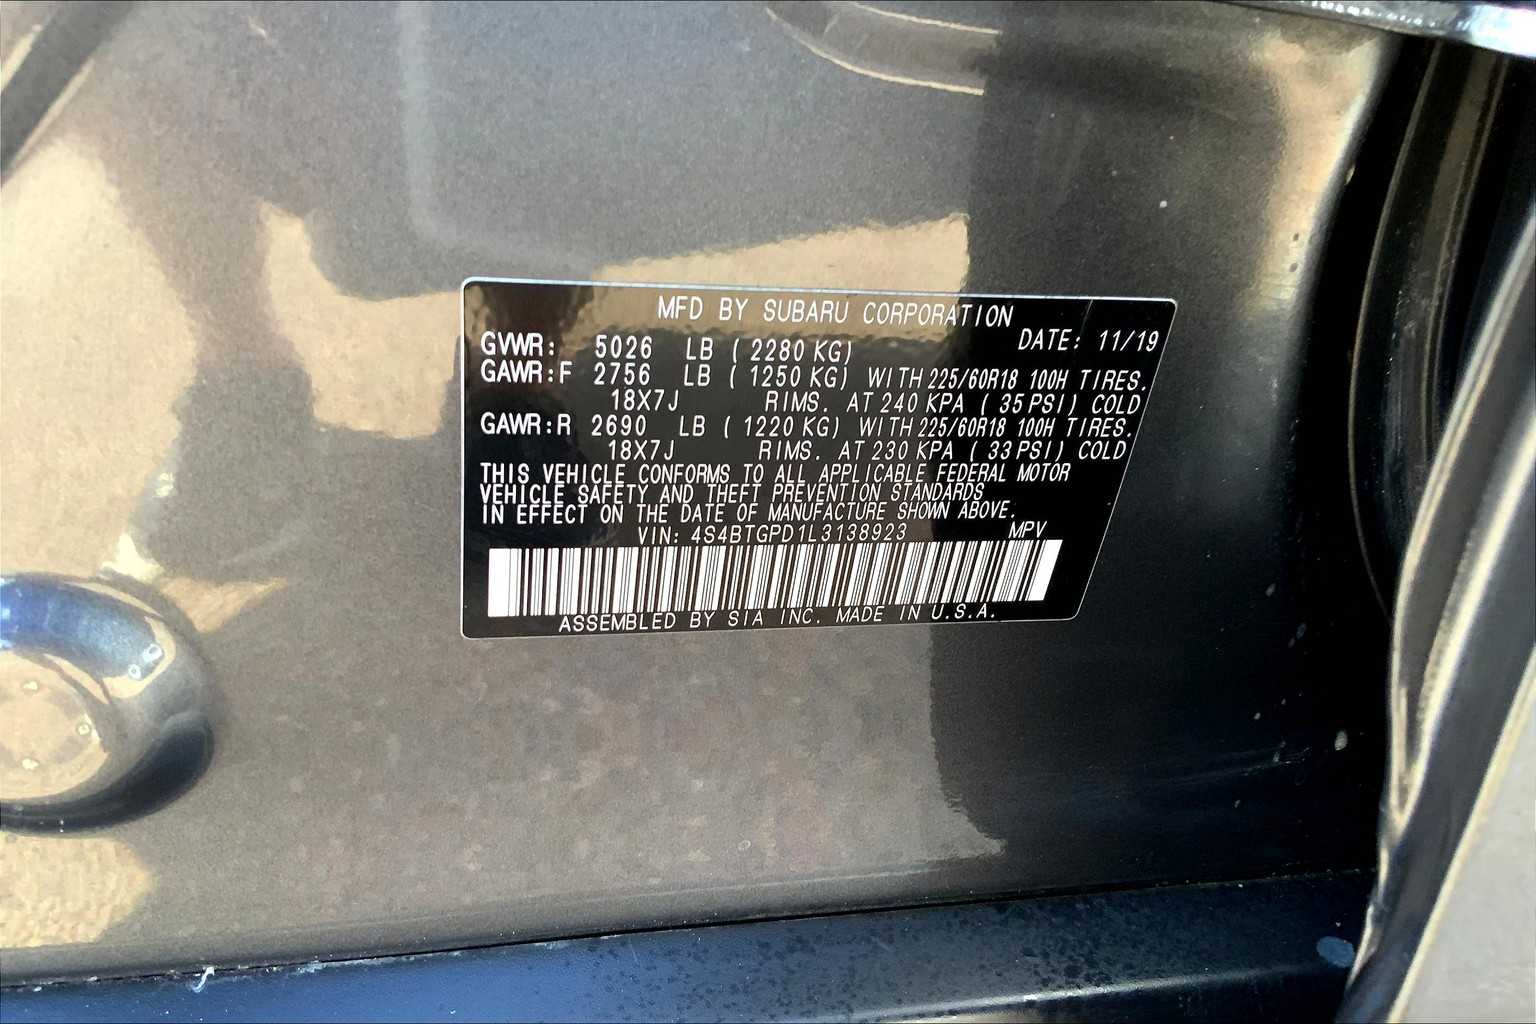 MFD BY SUBARU CORPORATION
DATE: 11/19
GVWR: 5026 LB (2280 KG)
GAWR:F 2756 LB (1250 KG) WITH 225/60R18 100H TIRES.
18X7J RIMS. AT 240 KPA (35 PSI) COLD
GAWR:R 2690 LB (1220 KG) WITH 225/60R18 100H TIRES.
18X7J RIMS. AT 230 KPA (33 PSI) COLD
THIS VEHICLE CONFORMS TO ALL APPLICABLE FEDERAL MOTOR
VEHICLE SAFETY AND THEFT PREVENTION STANDARDS
IN EFFECT ON THE DATE OF MANUFACTURE SHOWN ABOVE.
VIN: 4S4BTGPD1L3138923 MPV
ASSEMBLED BY SIA INC. MADE IN U.S.A.